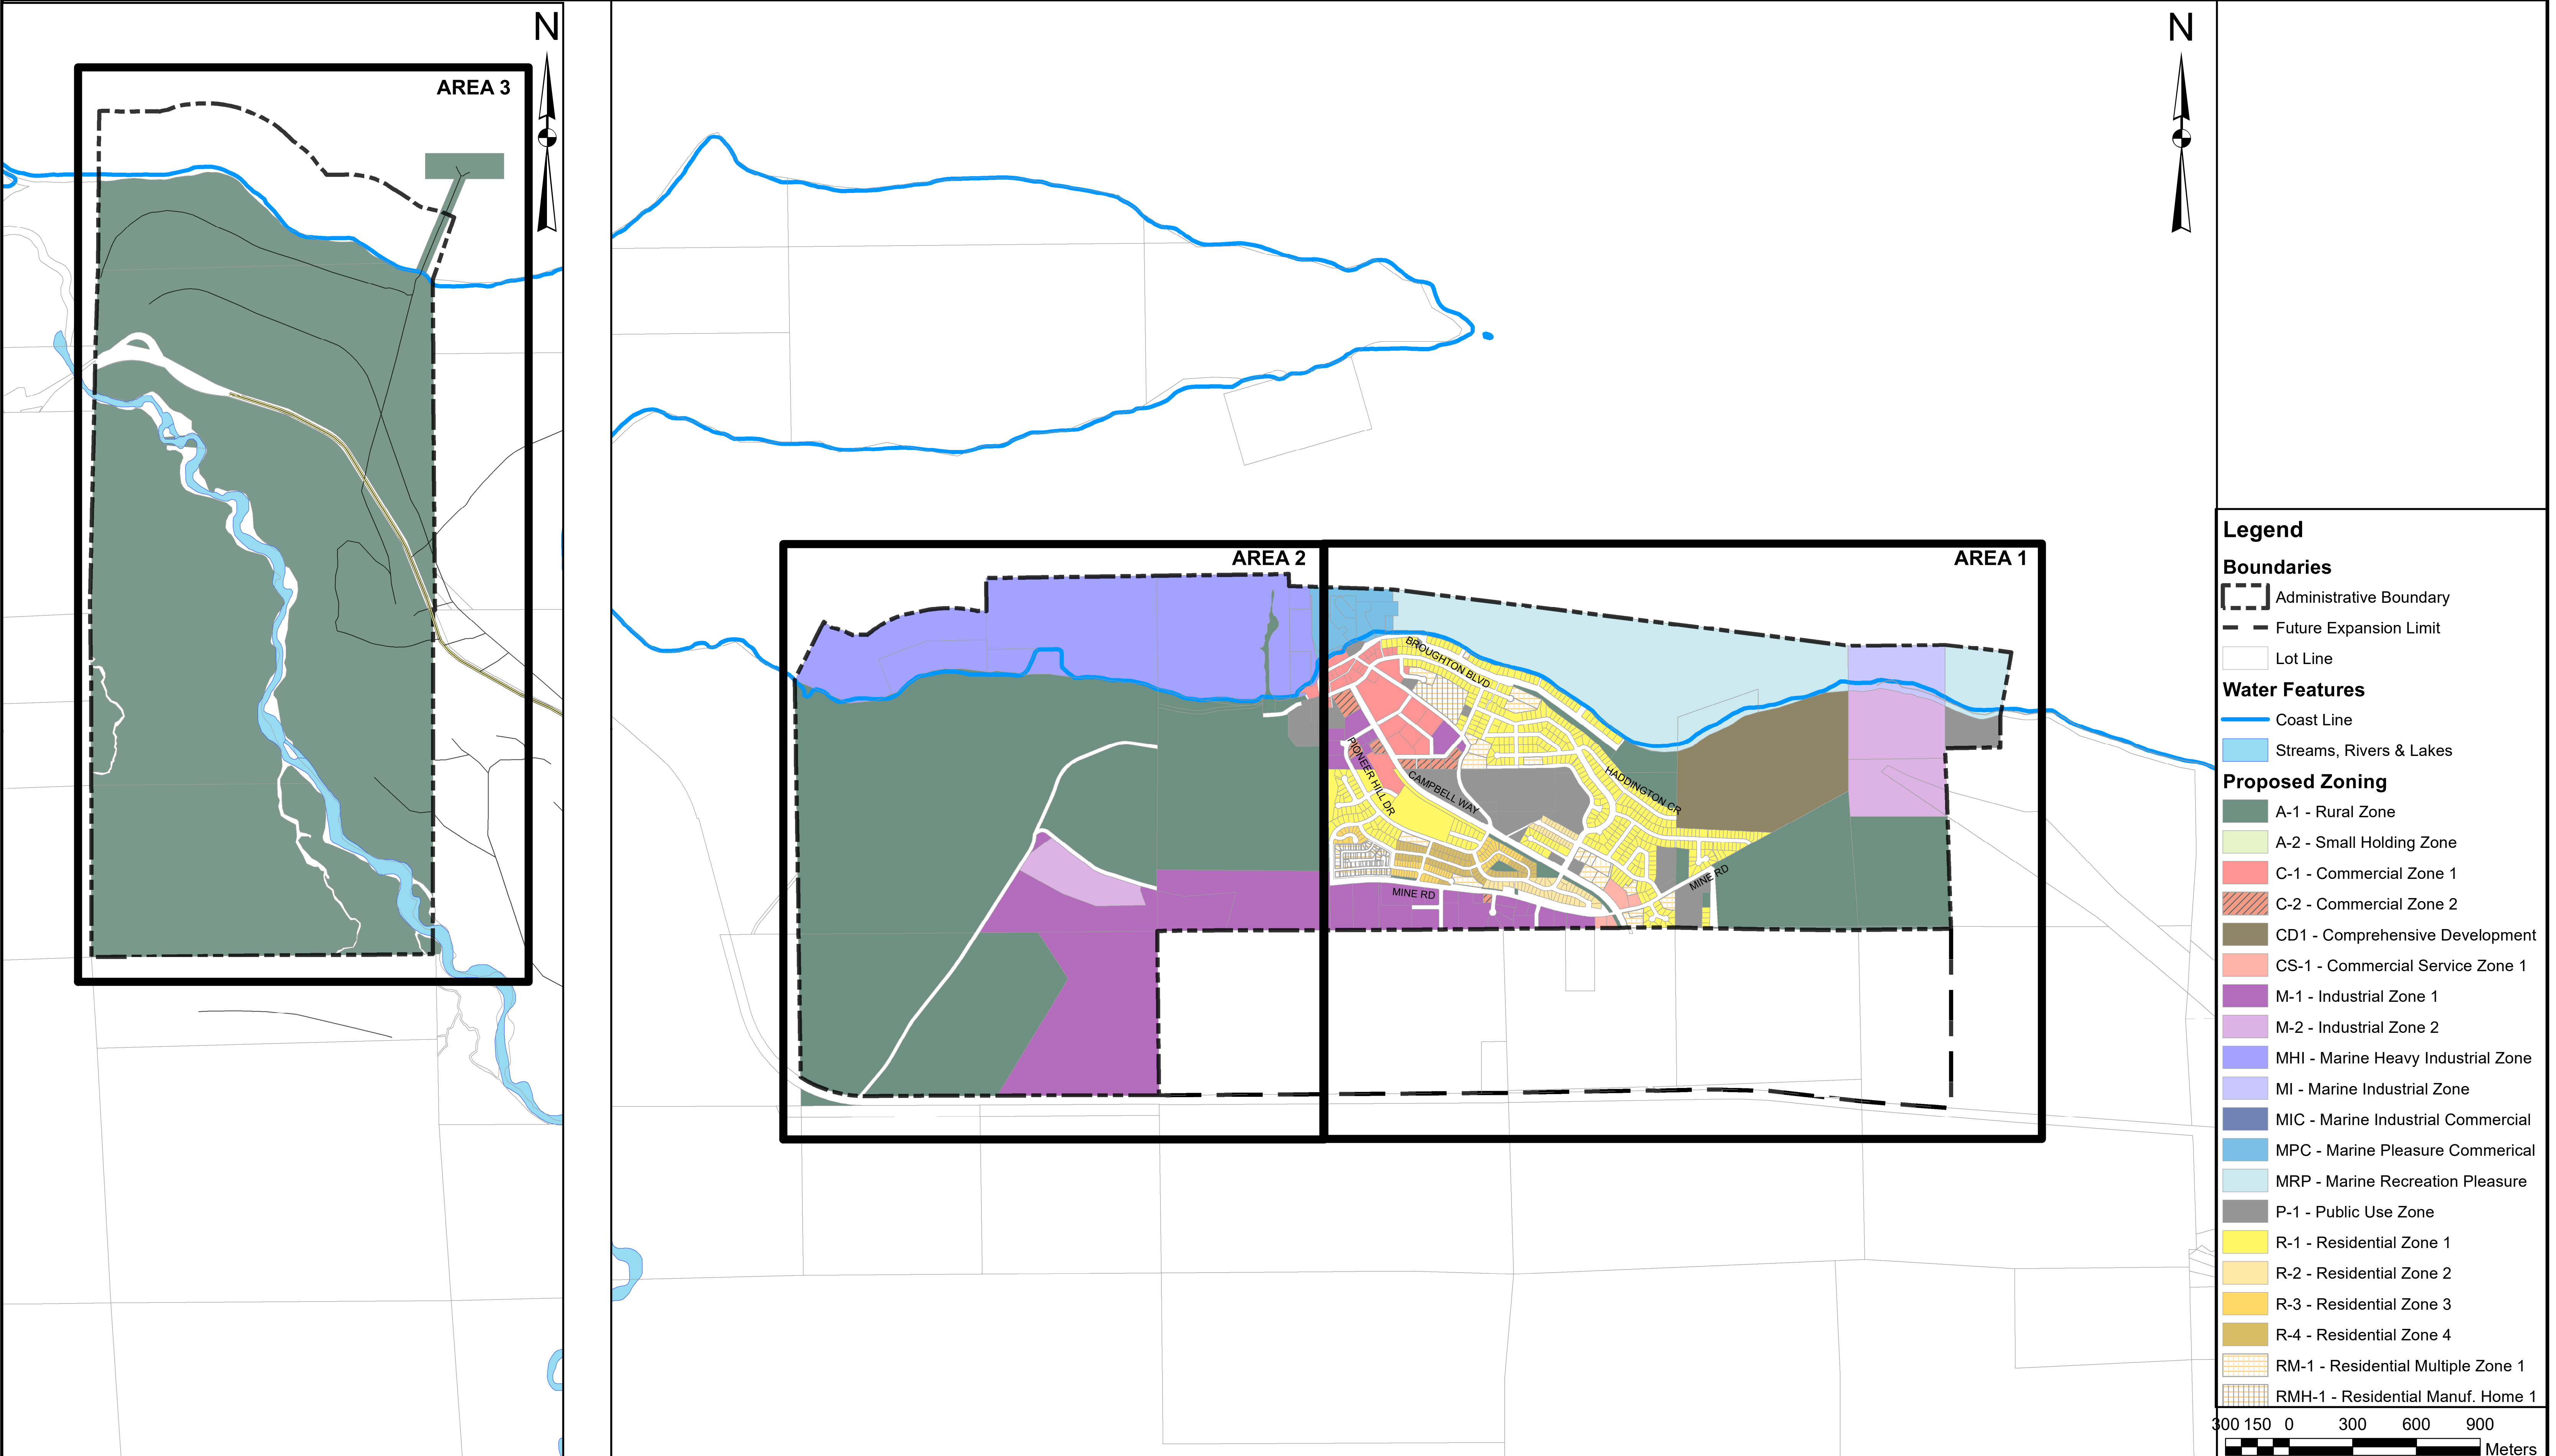 N
AREA 3
N
AREA 2
AREA 1
BROUGHTON BLVD
PIONEER HILL DR
CAMPBELL WAY
HADDINGTON CR
MINE RD
MINE RD
Legend
Boundaries
Administrative Boundary
Future Expansion Limit
Lot Line
Water Features
Coast Line
Streams, Rivers & Lakes
Proposed Zoning
A-1 - Rural Zone
A-2 - Small Holding Zone
C-1 - Commercial Zone 1
C-2 - Commercial Zone 2
CD1 - Comprehensive Development
CS-1 - Commercial Service Zone 1
M-1 - Industrial Zone 1
M-2 - Industrial Zone 2
MHI - Marine Heavy Industrial Zone
MI - Marine Industrial Zone
MIC - Marine Industrial Commercial
MPC - Marine Pleasure Commerical
MRP - Marine Recreation Pleasure
P-1 - Public Use Zone
R-1 - Residential Zone 1
R-2 - Residential Zone 2
R-3 - Residential Zone 3
R-4 - Residential Zone 4
RM-1 - Residential Multiple Zone 1
RMH-1 - Residential Manuf. Home 1
300 150 0 300 600 900
Meters